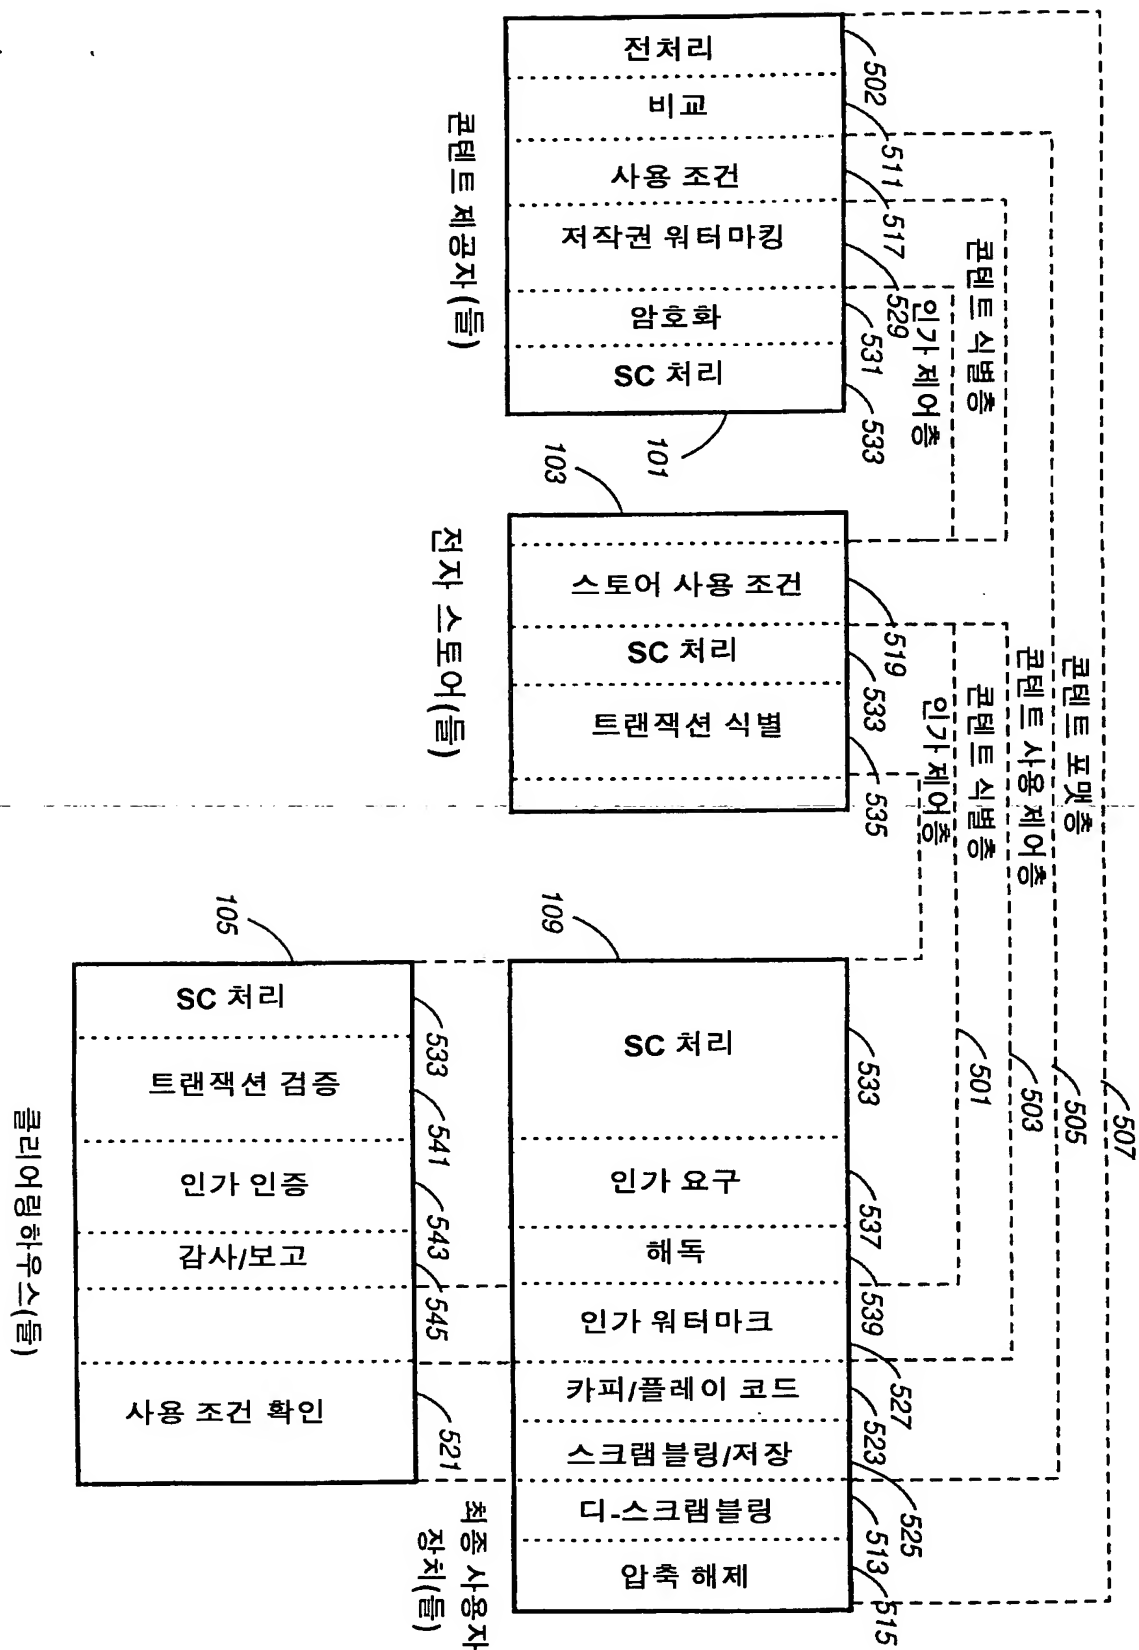 전처리
502
비교
511
사용 조건
517
저작권 워터마킹
529
암호화
531
SC 처리
533
101
콘텐트 제공자(들)
콘텐트 식별층
인가 제어층
103
스토어 사용 조건
519
SC 처리
533
트랜잭션 식별
535
전자 스토어(들)
콘텐트 포맷층
콘텐트 사용 제어층
콘텐트 식별층
인가 제어층
507
505
503
501
109
SC 처리
533
인가 요구
537
해독
539
인가 워터마크
527
카피/플레이 코드
523
스크램블링/저장
525
디-스크램블링
513
압축 해제
515
최종 사용자
장치(들)
105
SC 처리
533
트랜잭션 검증
541
인가 인증
543
감사/보고
545
사용 조건 확인
521
클리어링하우스(들)